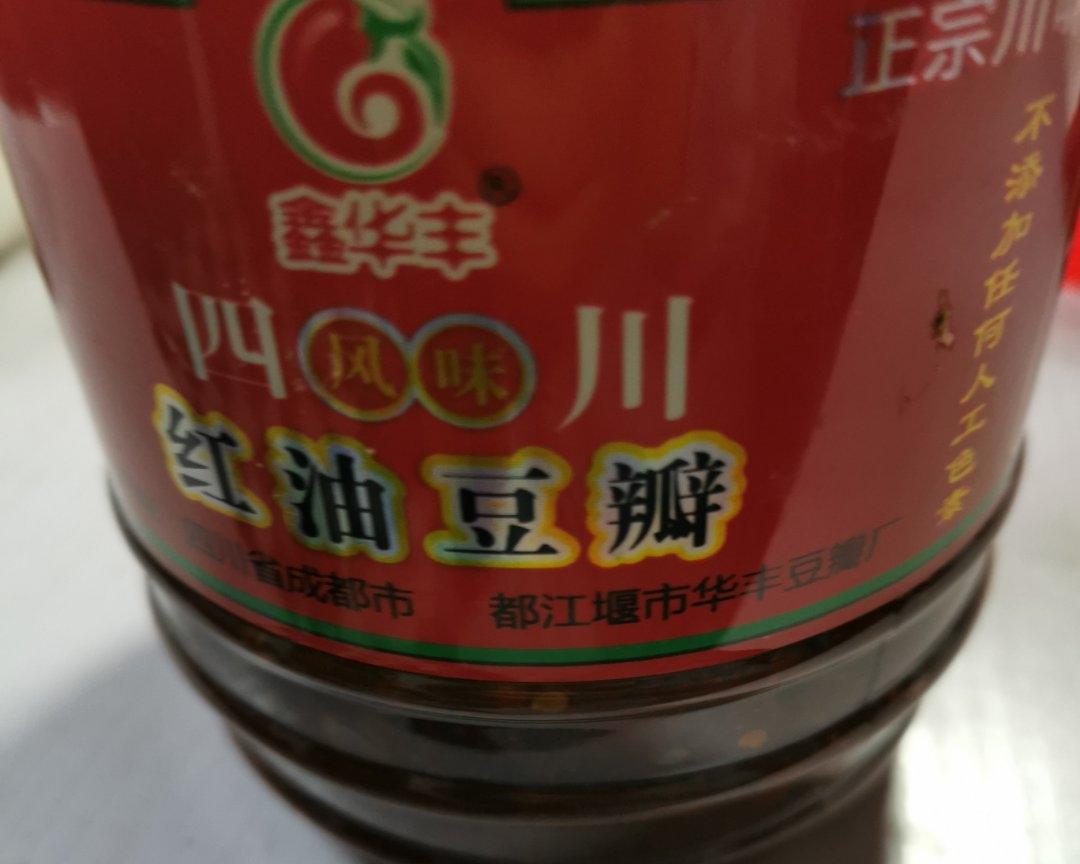 正宗川
鑫华丰
四风味川
红油豆瓣
四川省成都市 都江堰市华丰豆瓣厂
不添加任何人工色素